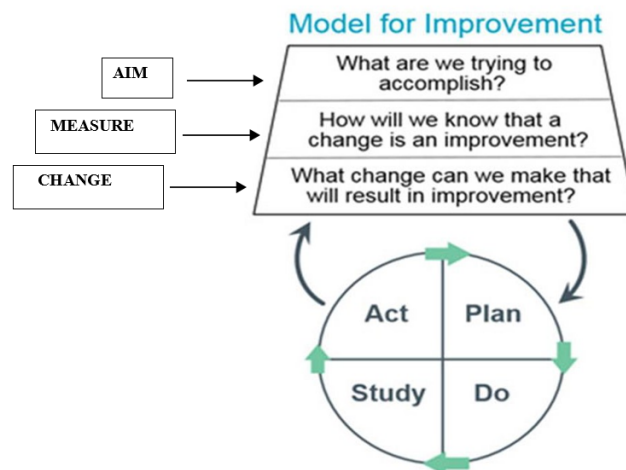 Model for Improvement
AIM
What are we trying to
accomplish?
MEASURE
How will we know that a
change is an improvement?
CHANGE
What change can we make that
will result in improvement?
Act
Plan
Study
Do